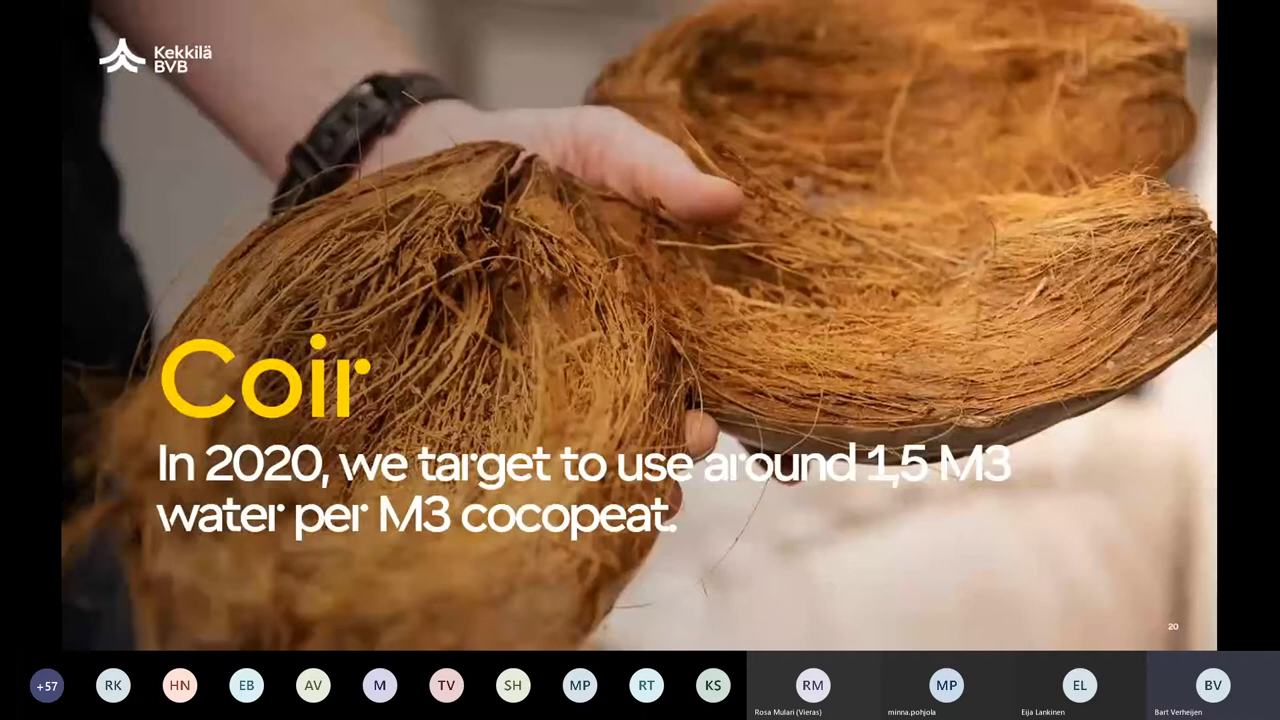 Kekkilä
BVB
Coir
In 2020, we target to use around 1,5 M3
water per M3 cocopeat.
20
+57
RK
HN
EB
AV
M
TV
SH
MP
RT
KS
RM
MP
EL
BV
Rosa Mulari (Vieras)
minna.pohjola
Eija Lankinen
Bart Verheijen